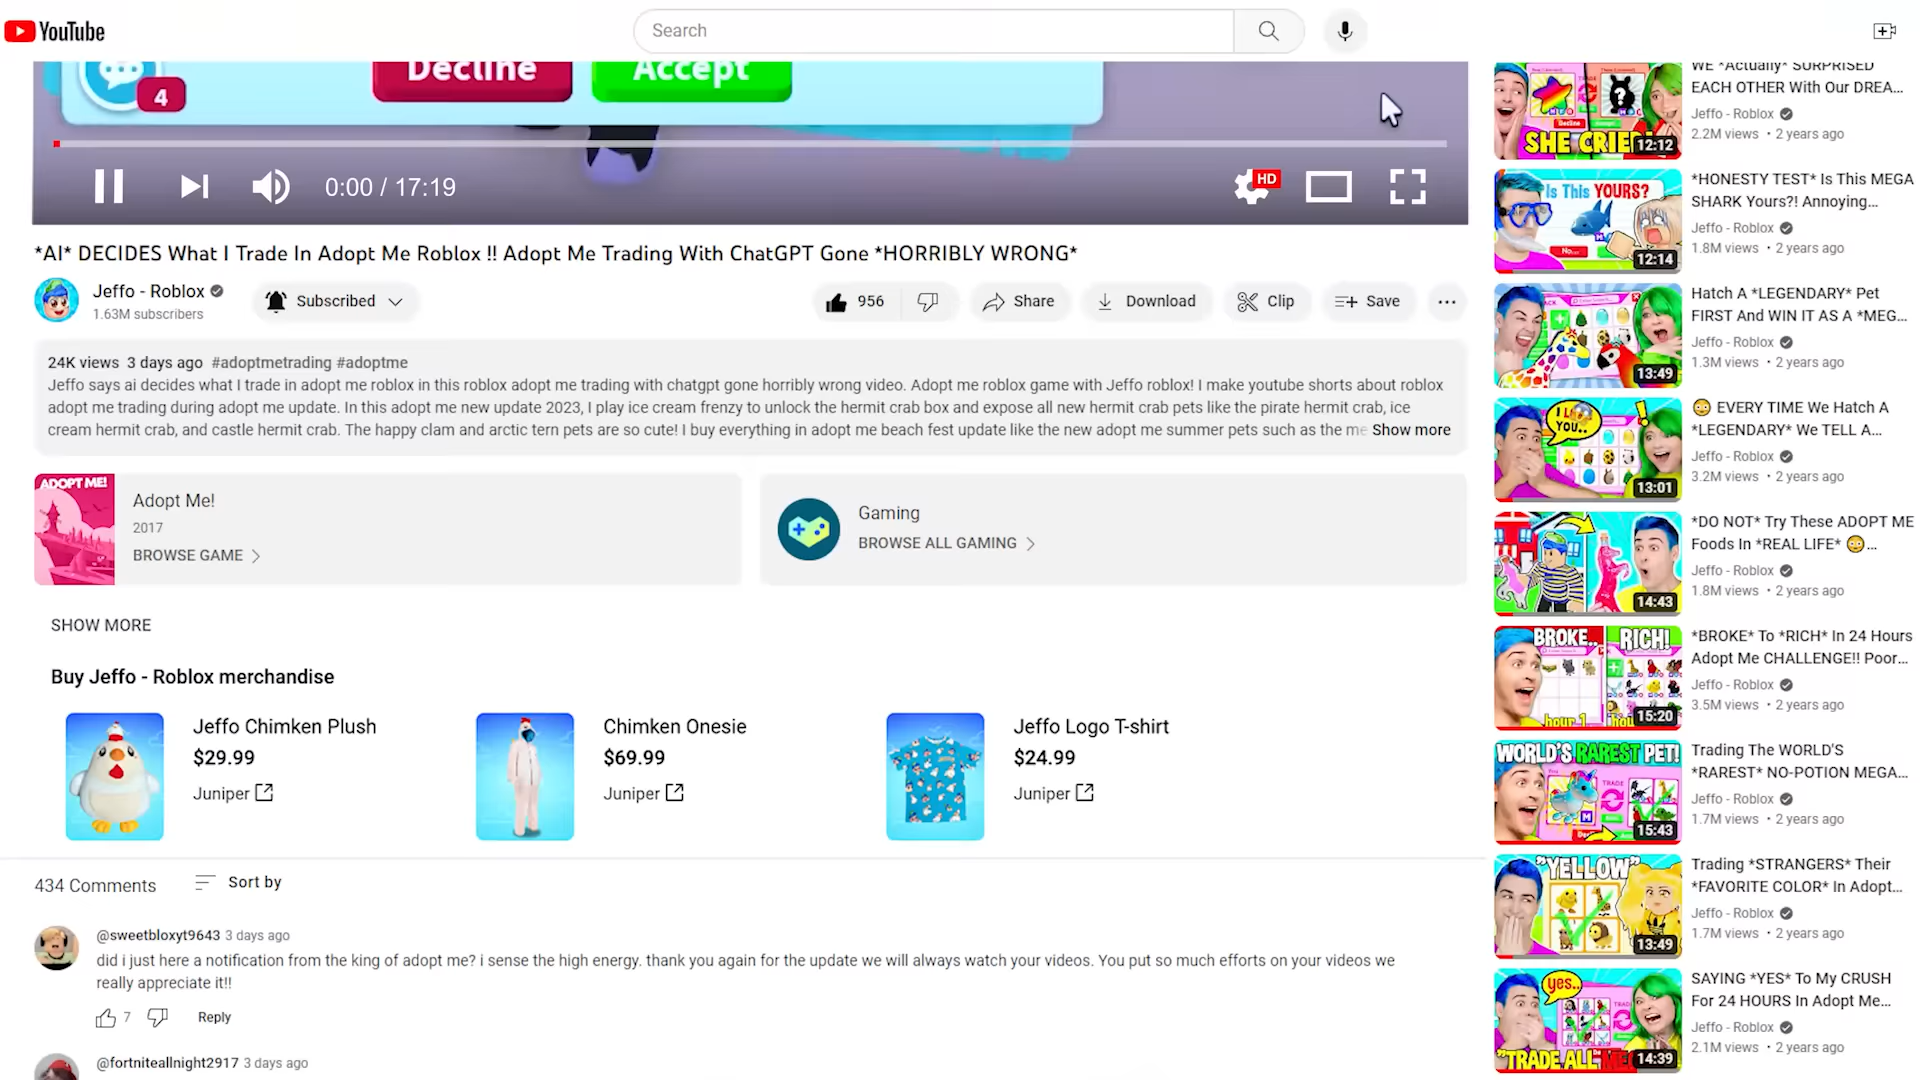 YouTube
Search
4
Decline
Accept
0:00 / 17:19
HD
*AI* DECIDES What I Trade In Adopt Me Roblox !! Adopt Me Trading With ChatGPT Gone *HORRIBLY WRONG*
Jeffo - Roblox
1.63M subscribers
Subscribed
956
Share
Download
Clip
Save
24K views 3 days ago #adoptmetrading #adoptme
Jeffo says ai decides what I trade in adopt me roblox in this roblox adopt me trading with chatgpt gone horribly wrong video. Adopt me roblox game with Jeffo roblox! I make youtube shorts about roblox
adopt me trading during adopt me update. In this adopt me new update 2023, I play ice cream frenzy to unlock the hermit crab box and expose all new hermit crab pets like the pirate hermit crab, ice
cream hermit crab, and castle hermit crab. The happy clam and arctic tern pets are so cute! I buy everything in adopt me beach fest update like the new adopt me summer pets such as the me Show more
ADOPT ME!
Adopt Me!
2017
BROWSE GAME
Gaming
BROWSE ALL GAMING
SHOW MORE
Buy Jeffo - Roblox merchandise
Jeffo Chimken Plush
$29.99
Juniper
Chimken Onesie
$69.99
Juniper
Jeffo Logo T-shirt
$24.99
Juniper
434 Comments
Sort by
@sweetbloxyt9643 3 days ago
did i just here a notification from the king of adopt me? i sense the high energy. thank you again for the update we will always watch your videos. You put so much efforts on your videos we
really appreciate it!!
7
Reply
@fortniteallnight2917 3 days ago
SHE CRIED
12:12
WE *Actually* SURPRISED
EACH OTHER With Our DREA...
Jeffo - Roblox
2.2M views • 2 years ago
Is This YOURS?
No...
12:14
*HONESTY TEST* Is This MEGA
SHARK Yours?! Annoying...
Jeffo - Roblox
1.8M views • 2 years ago
13:49
Hatch A *LEGENDARY* Pet
FIRST And WIN IT AS A *MEG...
Jeffo - Roblox
1.3M views • 2 years ago
YOU..
13:01
😳 EVERY TIME We Hatch A
*LEGENDARY* We TELL A...
Jeffo - Roblox
3.2M views • 2 years ago
14:43
*DO NOT* Try These ADOPT ME
Foods In *REAL LIFE* 😳...
Jeffo - Roblox
1.8M views • 2 years ago
BROKE.. RICH!
hour 1
15:20
*BROKE* To *RICH* In 24 Hours
Adopt Me CHALLENGE!! Poor...
Jeffo - Roblox
3.5M views • 2 years ago
WORLD'S RAREST PET!
TRADE
M
15:43
Trading The WORLD'S
*RAREST* NO-POTION MEGA...
Jeffo - Roblox
1.7M views • 2 years ago
"YELLOW"
13:49
Trading *STRANGERS* Their
*FAVORITE COLOR* In Adopt...
Jeffo - Roblox
1.7M views • 2 years ago
yes..
"TRADE ALL ME
14:39
SAYING *YES* To My CRUSH
For 24 HOURS In Adopt Me...
Jeffo - Roblox
2.1M views • 2 years ago